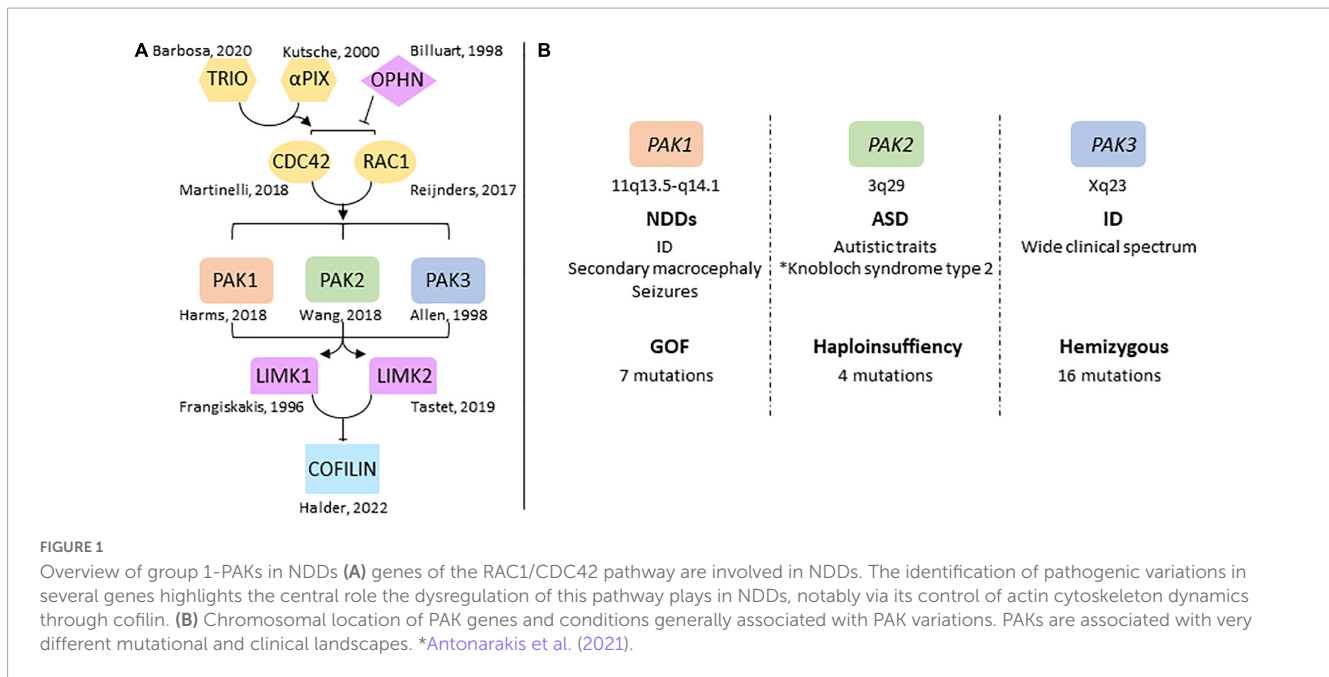 A
Barbosa, 2020
Kutsche, 2000
Billuart, 1998
TRIO
αPIX
OPHN
CDC42
RAC1
Martinelli, 2018
Reijnders, 2017
PAK1
PAK2
PAK3
Harms, 2018
Wang, 2018
Allen, 1998
LIMK1
LIMK2
Frangiskakis, 1996
Tastet, 2019
COFILIN
Halder, 2022
B
PAK1
11q13.5-q14.1
NDDs
ID
Secondary macrocephaly
Seizures
GOF
7 mutations
PAK2
3q29
ASD
Autistic traits
*Knobloch syndrome type 2
Haploinsuffiency
4 mutations
PAK3
Xq23
ID
Wide clinical spectrum
Hemizygous
16 mutations
FIGURE 1
Overview of group 1-PAKs in NDDs (A) genes of the RAC1/CDC42 pathway are involved in NDDs. The identification of pathogenic variations in
several genes highlights the central role the dysregulation of this pathway plays in NDDs, notably via its control of actin cytoskeleton dynamics
through cofilin. (B) Chromosomal location of PAK genes and conditions generally associated with PAK variations. PAKs are associated with very
different mutational and clinical landscapes. *Antonarakis et al. (2021).